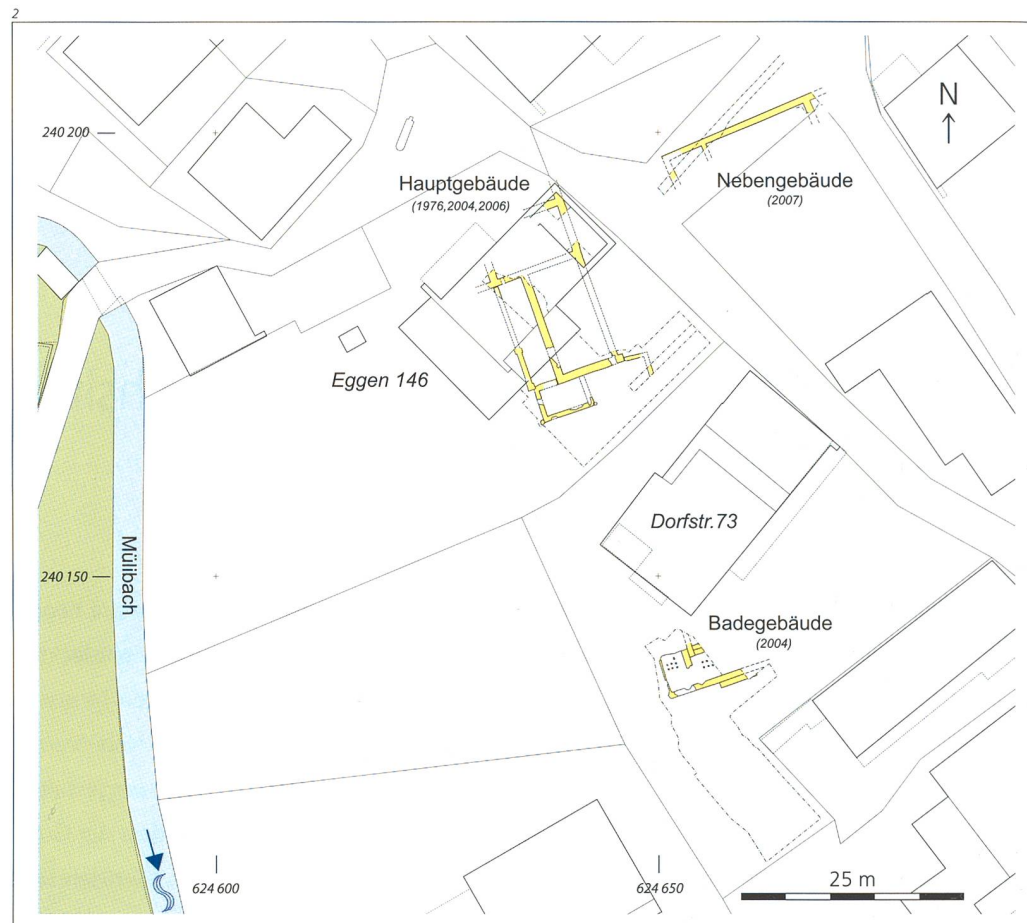 2
N
240 200
Hauptgebäude
(1976,2004,2006)
Nebengebäude
(2007)
Eggen 146
Dorfstr.73
Mülibach
240 150
Badegebäude
(2004)
624 600
624 650
25 m